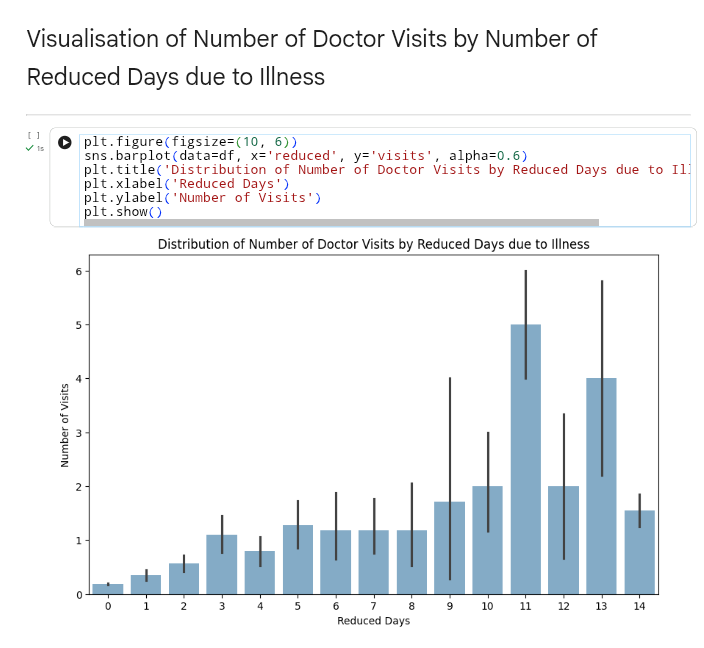 Visualisation of Number of Doctor Visits by Number of
Reduced Days due to Illness
[ ]
1s
plt.figure(figsize=(10, 6))
sns.barplot(data=df, x='reduced', y='visits', alpha=0.6)
plt.title('Distribution of Number of Doctor Visits by Reduced Days due to Ill
plt.xlabel('Reduced Days')
plt.ylabel('Number of Visits')
plt.show()
Distribution of Number of Doctor Visits by Reduced Days due to Illness
Number of Visits
6
5
4
3
2
1
0
0 1 2 3 4 5 6 7 8 9 10 11 12 13 14
Reduced Days